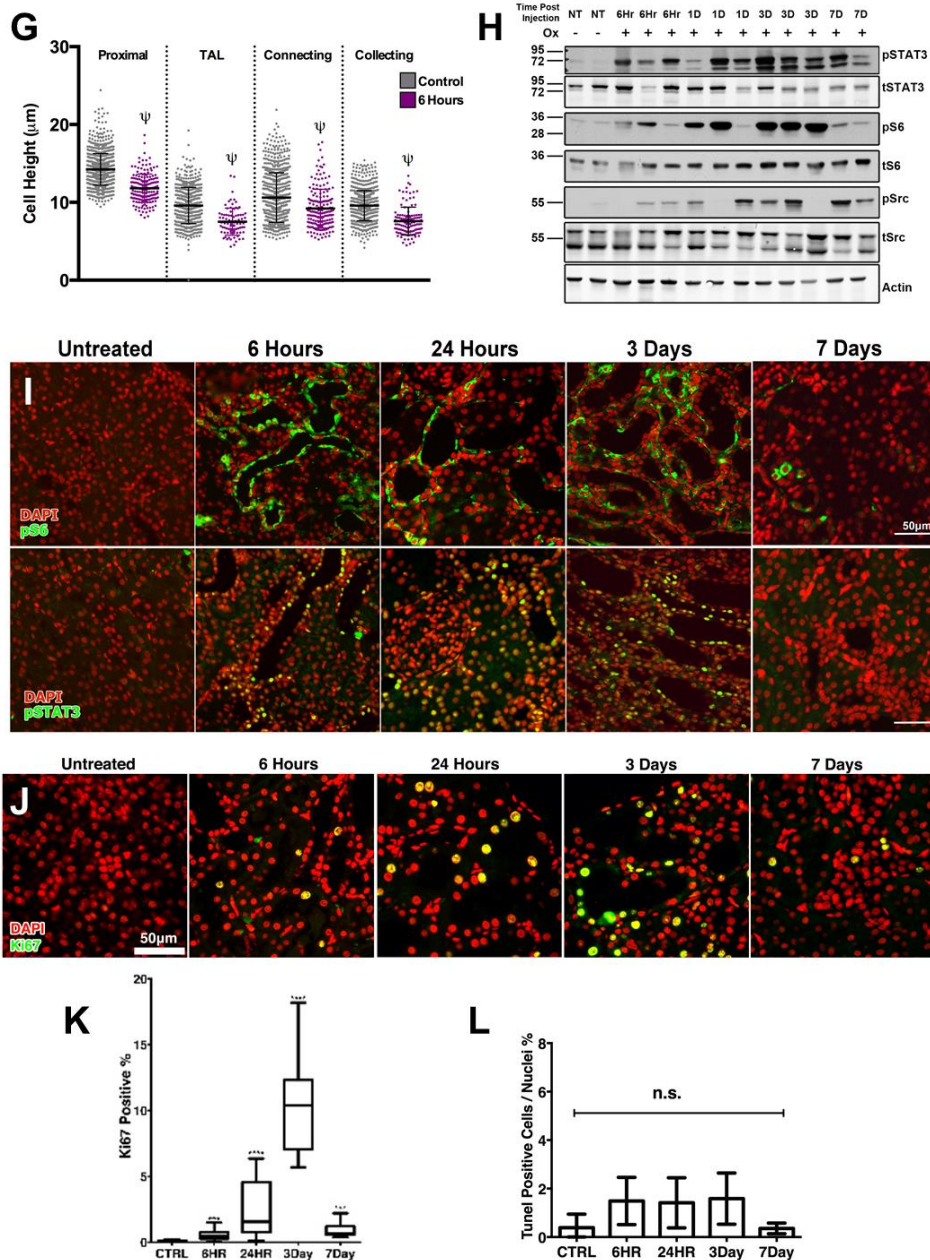 G
Cell Height (µm)
30
20
10
0
Proximal TAL Connecting Collecting
Control
6 Hours
ψ ψ ψ ψ
H
Time Post Injection NT NT 6Hr 6Hr 6Hr 1D 1D 1D 3D 3D 3D 7D 7D
Ox - - + + + + + + + + + + +
95
72
pSTAT3
95
72
tSTAT3
36
28
pS6
36
tS6
55
pSrc
55
tSrc
Actin
Untreated 6 Hours 24 Hours 3 Days 7 Days
I
DAPI
pS6
50µm
DAPI
pSTAT3
Untreated 6 Hours 24 Hours 3 Days 7 Days
J
DAPI
Ki67
50µm
K
Ki67 Positive %
20
15
10
5
0
CTRL 6HR 24HR 3Day 7Day
L
Tunel Positive Cells / Nuclei %
8
6
4
2
0
n.s.
CTRL 6HR 24HR 3Day 7Day